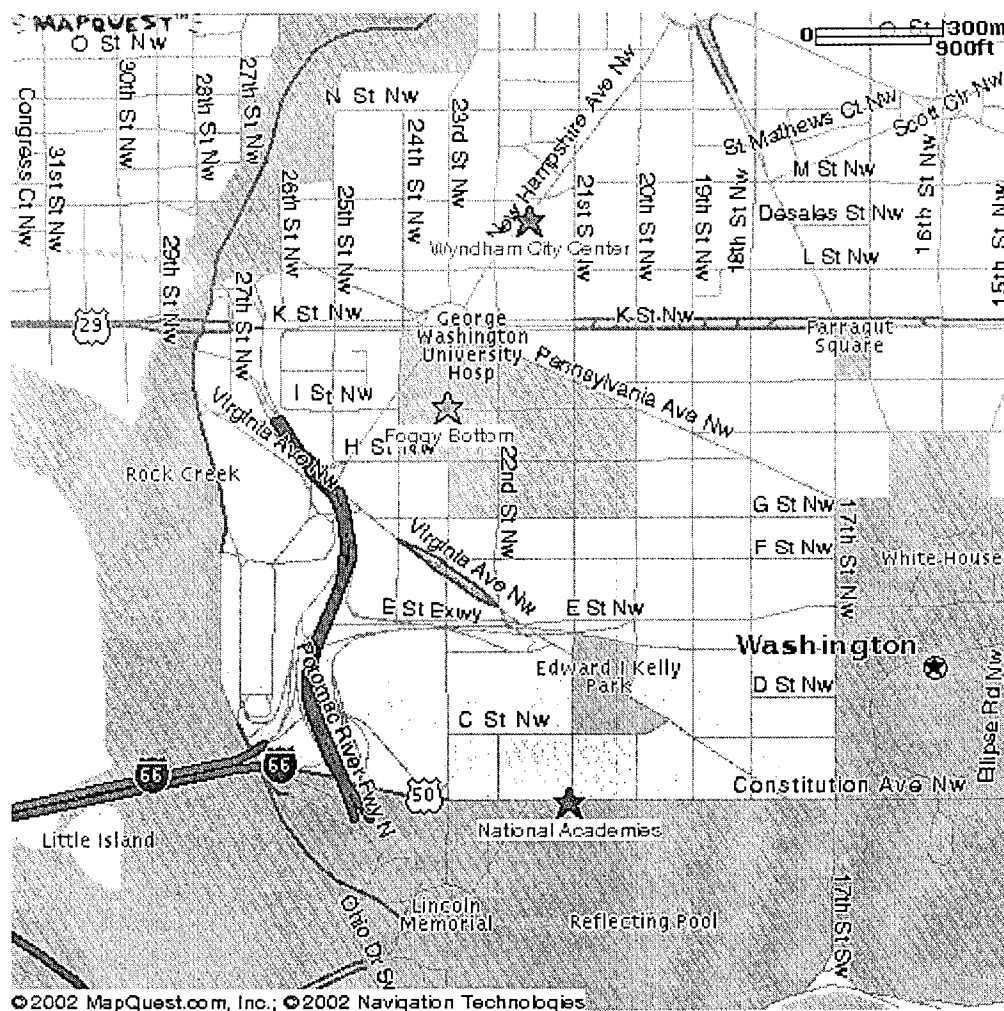 MAPQUEST
O St Nw
O St
0 300m
900ft
30th St Nw
28th St Nw
27th St Nw
N St Nw
23rd St Nw
24th St Nw
New Hampshire Ave Nw
St Mathews Ct Nw
Scott Cir Nw
Congrass Ct Nw
31st St Nw
M St Nw
26th St Nw
25th St Nw
21st St Nw
20th St Nw
19th St Nw
18th St Nw
Desales St Nw
16th St Nw
15th St Nw
Wyndham City Center
L St Nw
29th St Nw
27th St Nw
29
K St Nw
George
Washington
University
Hosp
K St Nw
Farragut
Square
Pennsylvania Ave Nw
I St Nw
Virginia Ave Nw
Foggy Bottom
H St Nw
Rock Creek
22nd St Nw
G St Nw
17th St Nw
Virginia Ave Nw
F St Nw
White House
E St Exwy
E St Nw
Washington
Edward J Kelly
Park
D St Nw
Potomac River Fwy N
C St Nw
Ellipse Rd Nw
66
66
50
Constitution Ave Nw
National Academies
Little Island
Lincoln
Memorial
Reflecting Pool
17th St Sw
Ohio Dr Sw
©2002 MapQuest.com, Inc.; ©2002 Navigation Technologies